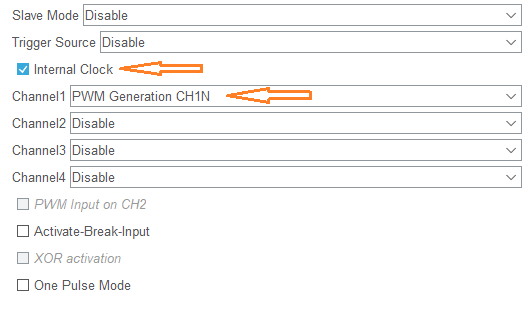 Slave Mode Disable
Trigger Source Disable
Internal Clock
Channel1 PWM Generation CH1N
Channel2 Disable
Channel3 Disable
Channel4 Disable
PWM Input on CH2
Activate-Break-Input
XOR activation
One Pulse Mode